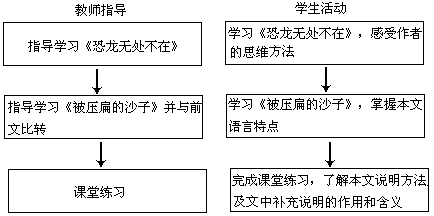 教师指导
学生活动
指导学习《恐龙无处不在》
学习《恐龙无处不在》，感受作者
的思维方法
指导学习《被压扁的沙子》并与前
文比转
学习《被压扁的沙子》，掌握本文
语言特点
课堂练习
完成课堂练习，了解本文说明方法
及文中补充说明的作用和含义